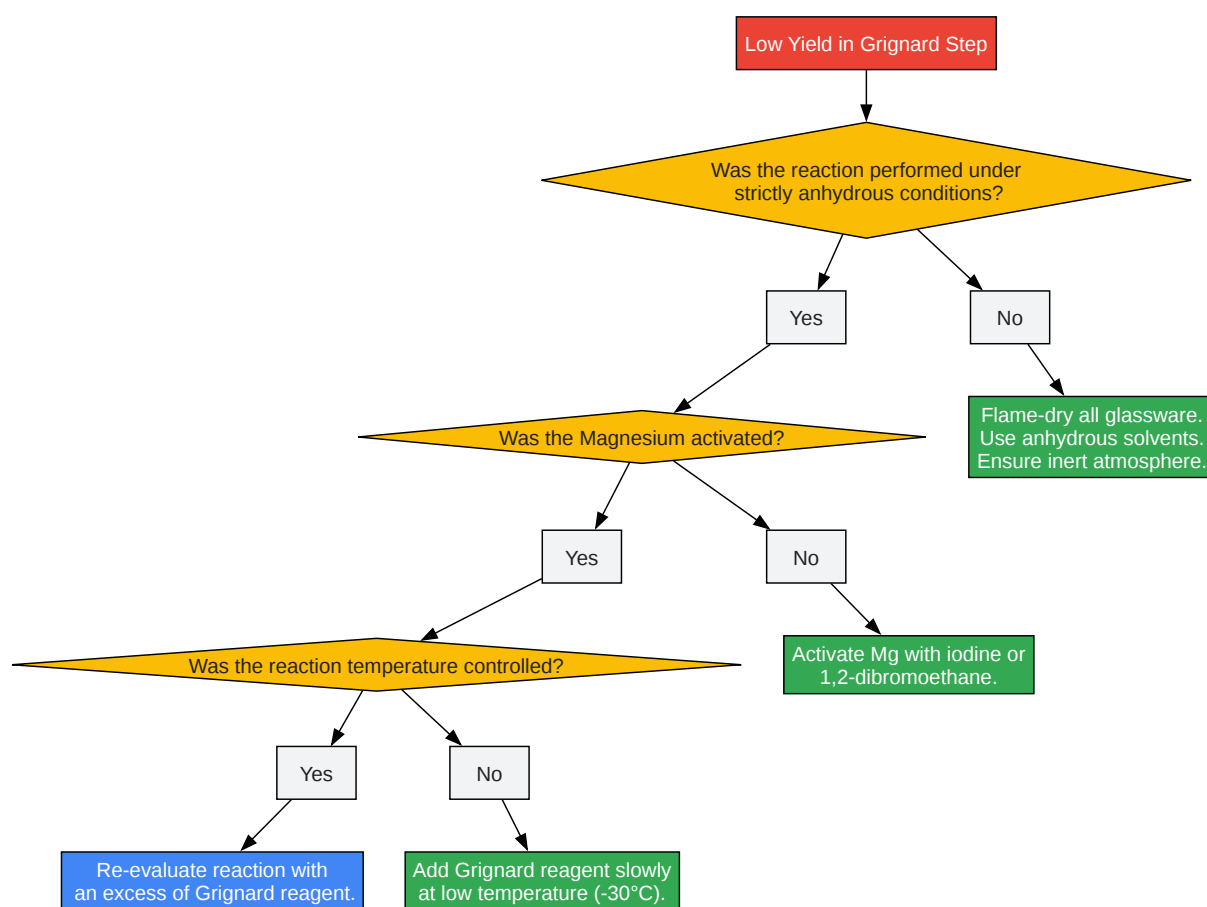 Low Yield in Grignard Step
Was the reaction performed under
strictly anhydrous conditions?
Yes
No
Flame-dry all glassware.
Use anhydrous solvents.
Ensure inert atmosphere.
Was the Magnesium activated?
Yes
No
Activate Mg with iodine or
1,2-dibromoethane.
Was the reaction temperature controlled?
Yes
No
Re-evaluate reaction with
an excess of Grignard reagent.
Add Grignard reagent slowly
at low temperature (-30°C).